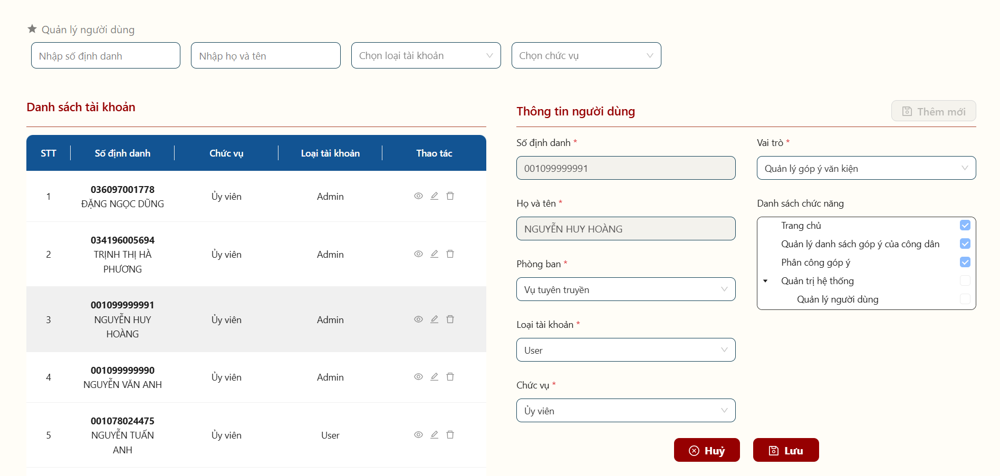 Quản lý người dùng
Nhập số định danh
Nhập họ và tên
Chọn loại tài khoản
Chọn chức vụ
Danh sách tài khoản
STT Số định danh Chức vụ Loại tài khoản Thao tác
1 036097001778 Ủy viên Admin
ĐẶNG NGỌC DŨNG
2 034196005694 Ủy viên Admin
TRỊNH THỊ HÀ
PHƯƠNG
3 001099999991 Ủy viên Admin
NGUYỄN HUY
HOÀNG
4 001099999990 Ủy viên Admin
NGUYỄN VĂN ANH
5 001078024475 Ủy viên User
NGUYỄN TUẤN
ANH
Thông tin người dùng
Thêm mới
Số định danh *
001099999991
Họ và tên *
NGUYỄN HUY HOÀNG
Phòng ban *
Vụ tuyên truyền
Loại tài khoản *
User
Chức vụ *
Ủy viên
Vai trò *
Quản lý góp ý văn kiện
Danh sách chức năng
Trang chủ
Quản lý danh sách góp ý của công dân
Phân công góp ý
Quản trị hệ thống
Quản lý người dùng
Huỷ
Lưu